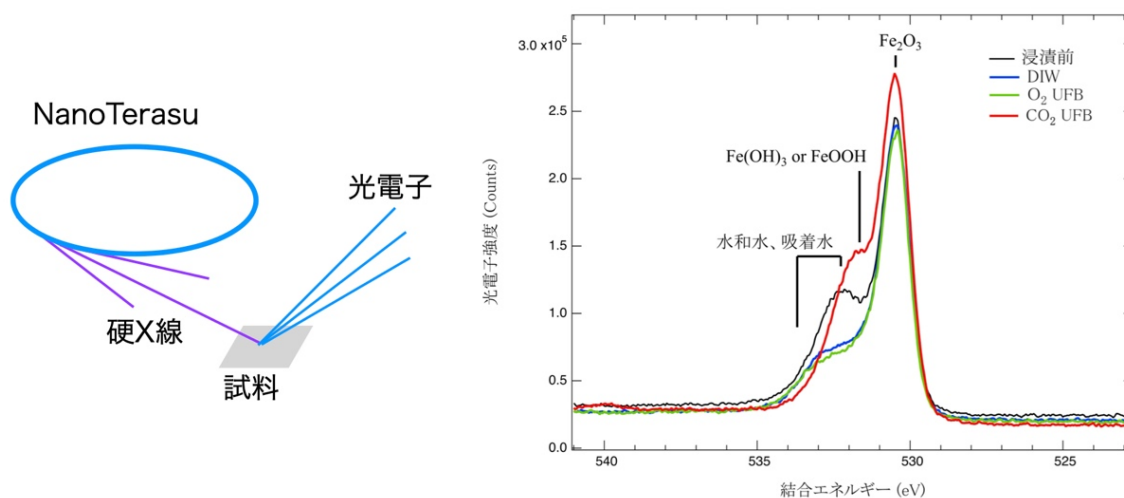 NanoTerasu
光電子
硬X線
試料
3.0 x10⁵
2.5
2.0
1.5
1.0
0.5
0.0
光電子強度 (Counts)
Fe₂O₃
Fe(OH)₃ or FeOOH
水和水、吸着水
浸漬前
DIW
O₂ UFB
CO₂ UFB
540
535
530
525
結合エネルギー (eV)